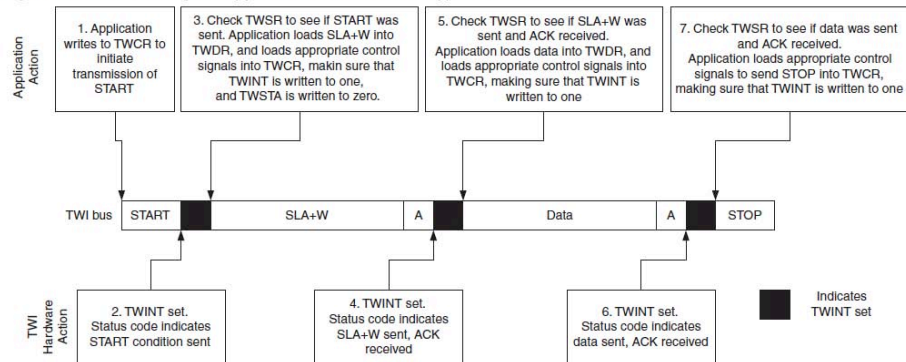 Application
Action
1. Application
writes to TWCR to
initiate
transmission of
START
3. Check TWSR to see if START was
sent. Application loads SLA+W into
TWDR, and loads appropriate control
signals into TWCR, makin sure that
TWINT is written to one,
and TWSTA is written to zero.
5. Check TWSR to see if SLA+W was
sent and ACK received.
Application loads data into TWDR, and
loads appropriate control signals into
TWCR, making sure that TWINT is
written to one
7. Check TWSR to see if data was sent
and ACK received.
Application loads appropriate control
signals to send STOP into TWCR,
making sure that TWINT is written to one
TWI bus
START
SLA+W
A
Data
A
STOP
TWI
Hardware
Action
2. TWINT set.
Status code indicates
START condition sent
4. TWINT set.
Status code indicates
SLA+W sent, ACK
received
6. TWINT set.
Status code indicates
data sent, ACK received
Indicates
TWINT set